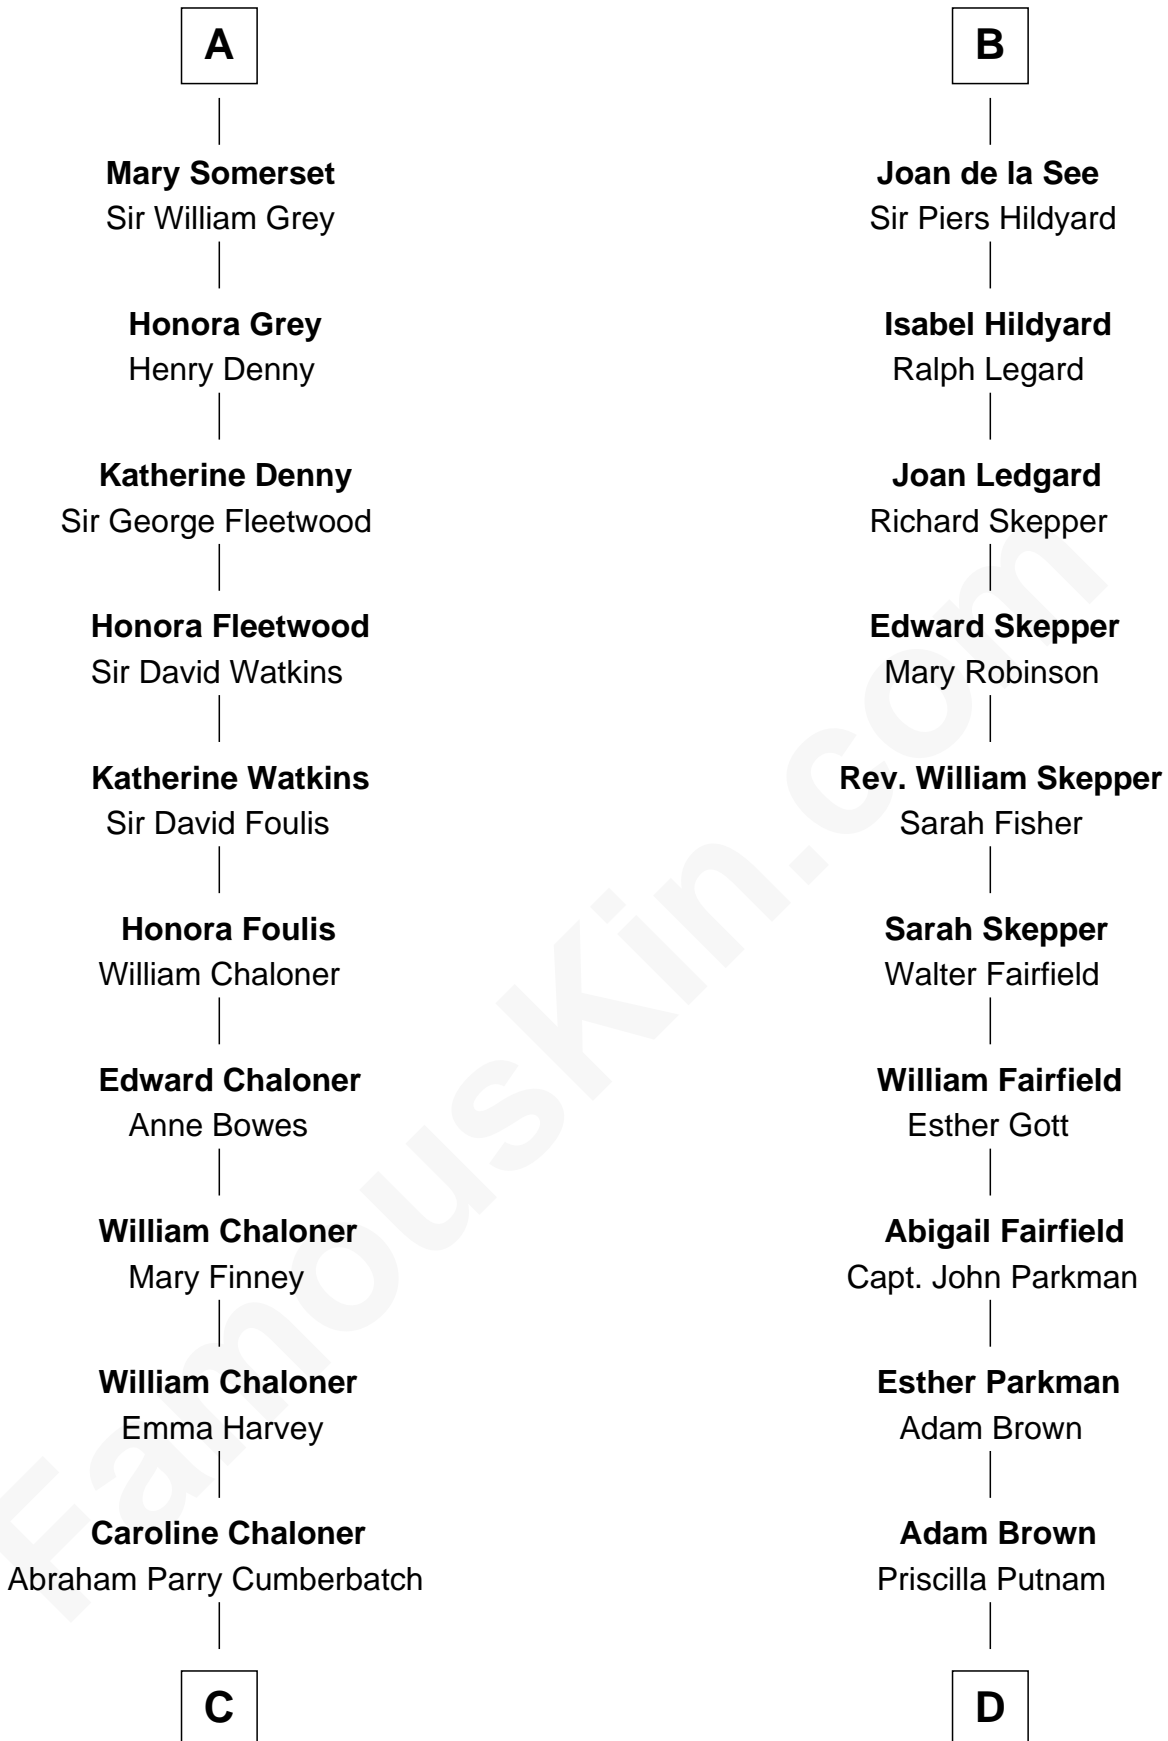 A
Mary Somerset
Sir William Grey
Honora Grey
Henry Denny
Katherine Denny
Sir George Fleetwood
Honora Fleetwood
Sir David Watkins
Katherine Watkins
Sir David Foulis
Honora Foulis
William Chaloner
Edward Chaloner
Anne Bowes
William Chaloner
Mary Finney
William Chaloner
Emma Harvey
Caroline Chaloner
Abraham Parry Cumberbatch
C
B
Joan de la See
Sir Piers Hildyard
Isabel Hildyard
Ralph Legard
Joan Ledgard
Richard Skepper
Edward Skepper
Mary Robinson
Rev. William Skepper
Sarah Fisher
Sarah Skepper
Walter Fairfield
William Fairfield
Esther Gott
Abigail Fairfield
Capt. John Parkman
Esther Parkman
Adam Brown
Adam Brown
Priscilla Putnam
D
FamousKin.com